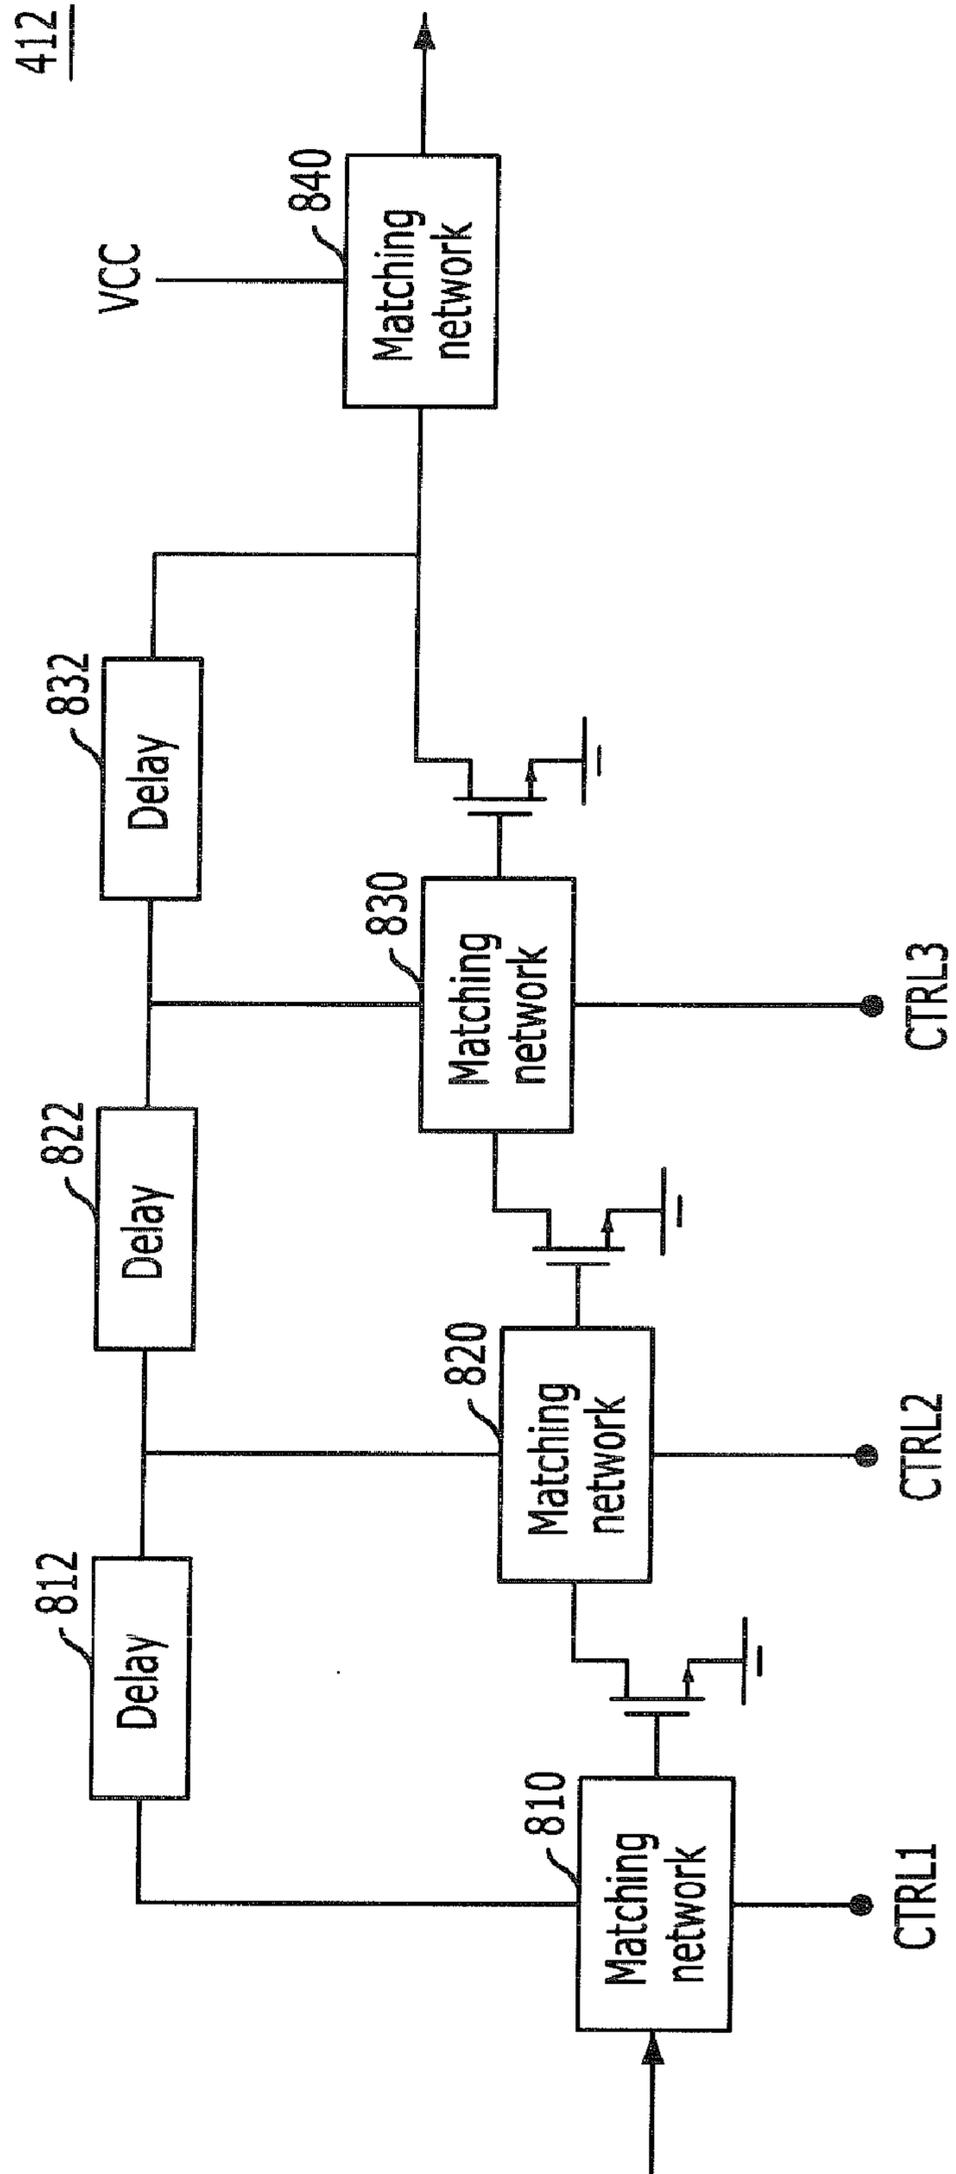 412
812
Delay
822
Delay
832
Delay
VCC
840
Matching
network
830
Matching
network
820
Matching
network
810
Matching
network
CTRL1
CTRL2
CTRL3